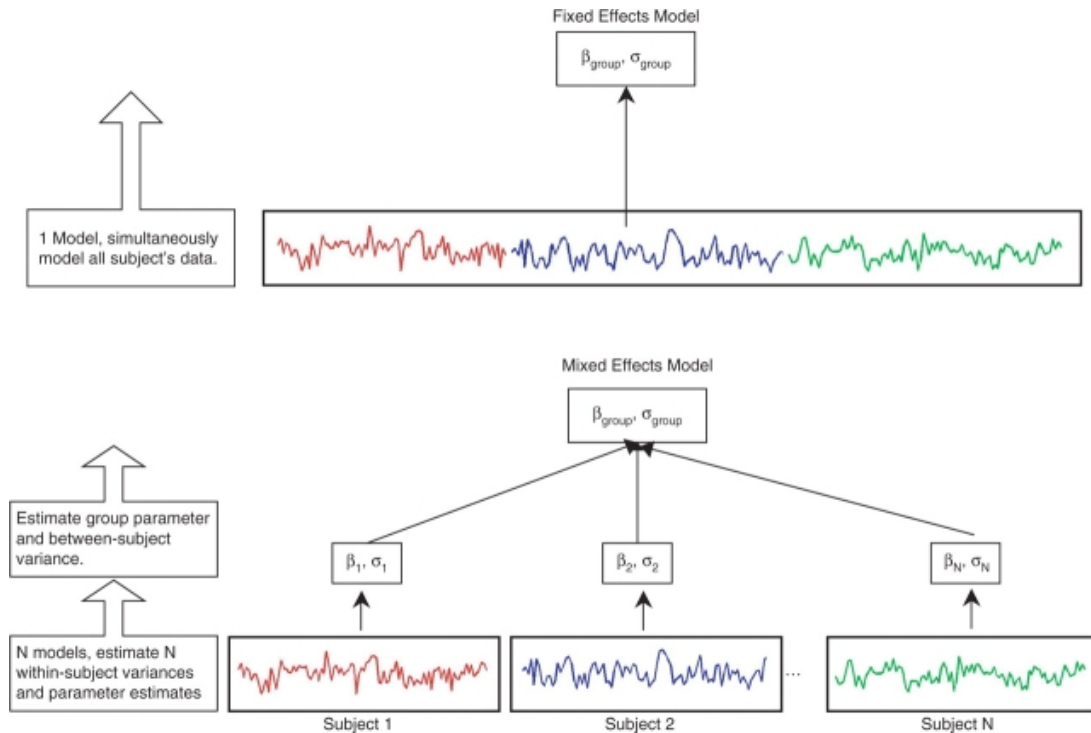 Fixed Effects Model
βgroup, σgroup
1 Model, simultaneously
model all subject's data.
Mixed Effects Model
βgroup, σgroup
Estimate group parameter
and between-subject
variance.
β1, σ1
β2, σ2
βN, σN
N models, estimate N
within-subject variances
and parameter estimates
...
Subject 1
Subject 2
Subject N